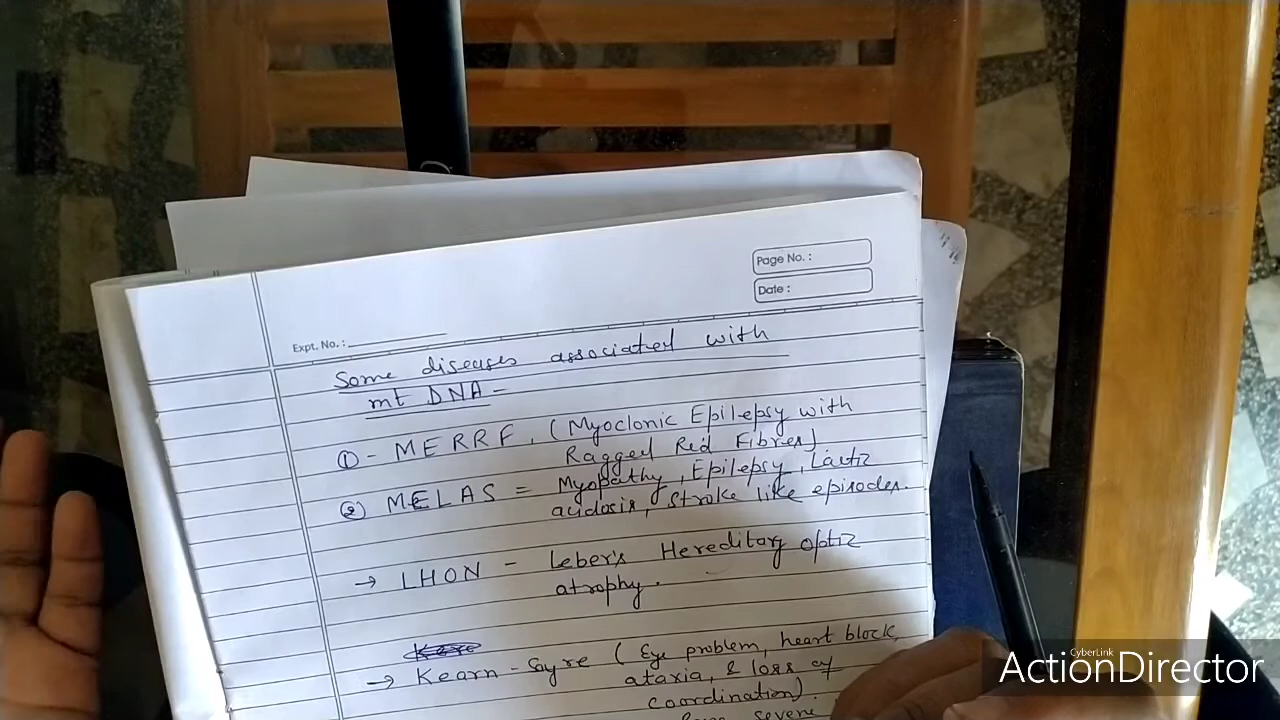 Page No. :
Date :
Expt. No. :
Some diseases associated with
mt DNA -
① - MERRF, (Myoclonic Epilepsy with
Ragged Red Fibres)
② MELAS = Myopathy, Epilepsy, Lactic
acidosis, stroke like episodes.
→ LHON - Leber's Hereditary optic
atrophy.
→ Kearn - Sayre ( Eye problem, heart block,
ataxia, & loss of
coordination).
severe
CyberLink
ActionDirector